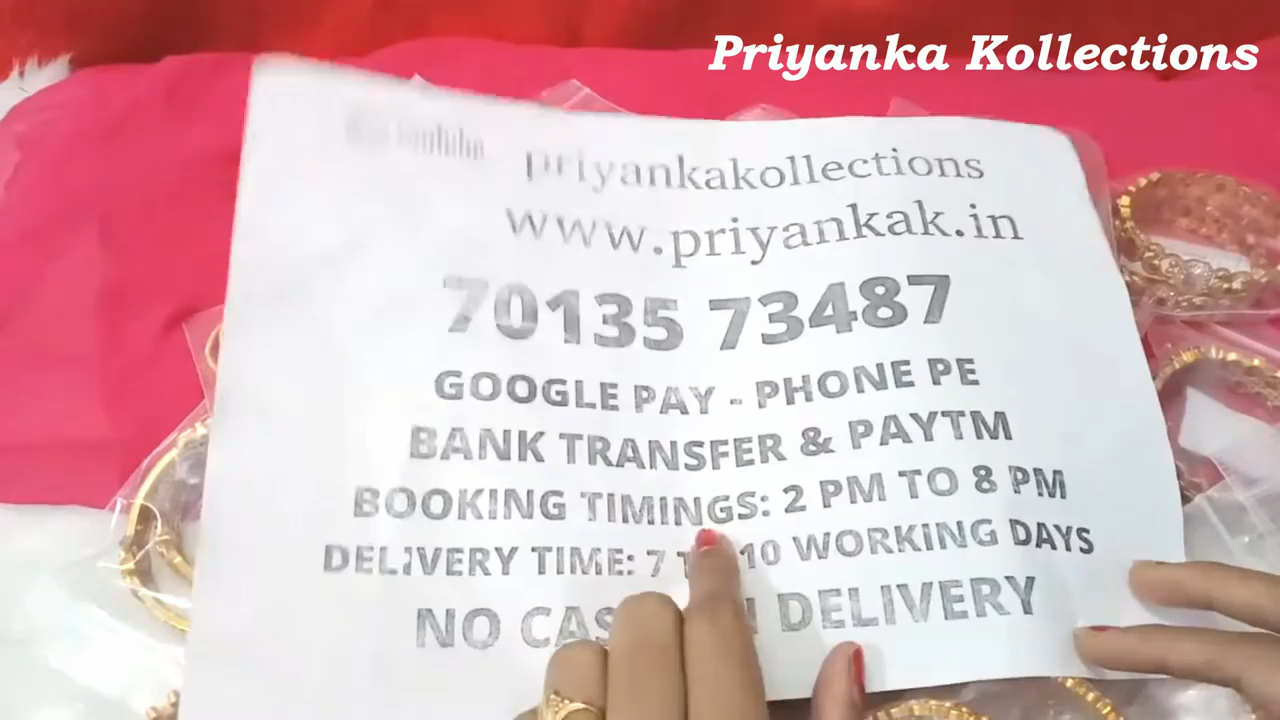 Priyanka Kollections
priyankakollections
www.priyankak.in
70135 73487
GOOGLE PAY - PHONE PE
BANK TRANSFER & PAYTM
BOOKING TIMINGS: 2 PM TO 8 PM
DELIVERY TIME: 7 10 WORKING DAYS
NO DELIVERY